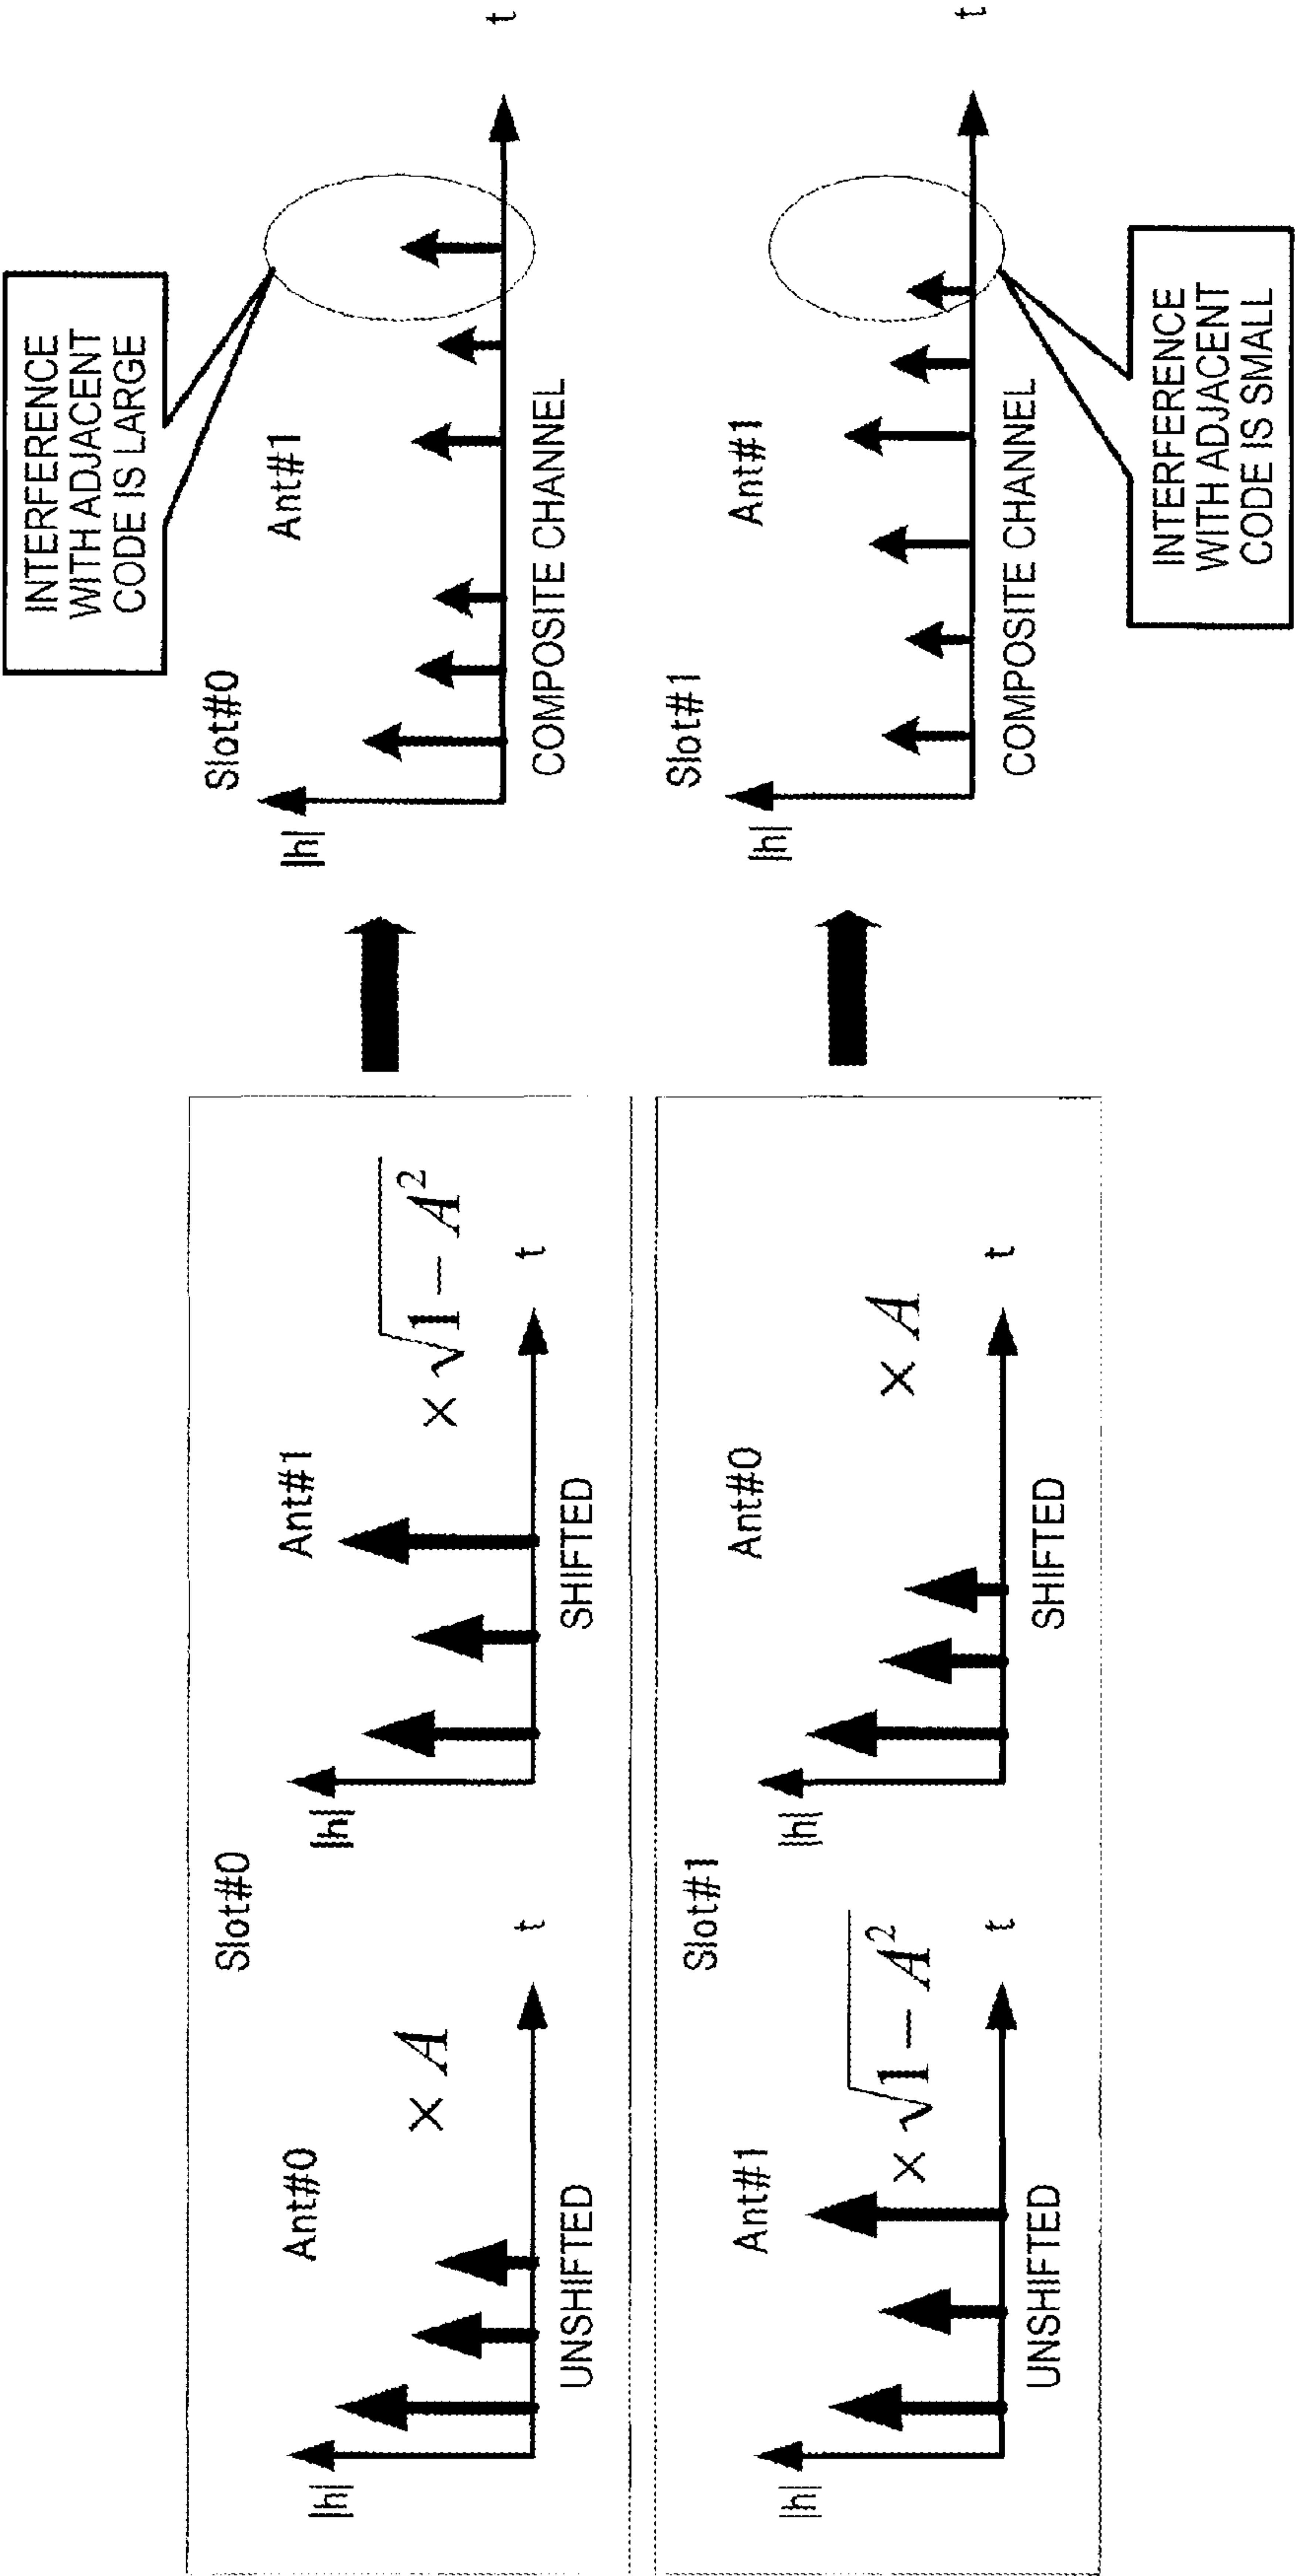 Slot#0
|h|
Ant#0
× A
t
UNSHIFTED
|h|
Ant#1
× √1 − A²
t
SHIFTED
INTERFERENCE
WITH ADJACENT
CODE IS LARGE
Slot#0
|h|
Ant#1
t
COMPOSITE CHANNEL
Slot#1
|h|
Ant#1
× √1 − A²
t
UNSHIFTED
|h|
Ant#0
× A
t
SHIFTED
Slot#1
|h|
Ant#1
t
COMPOSITE CHANNEL
INTERFERENCE
WITH ADJACENT
CODE IS SMALL